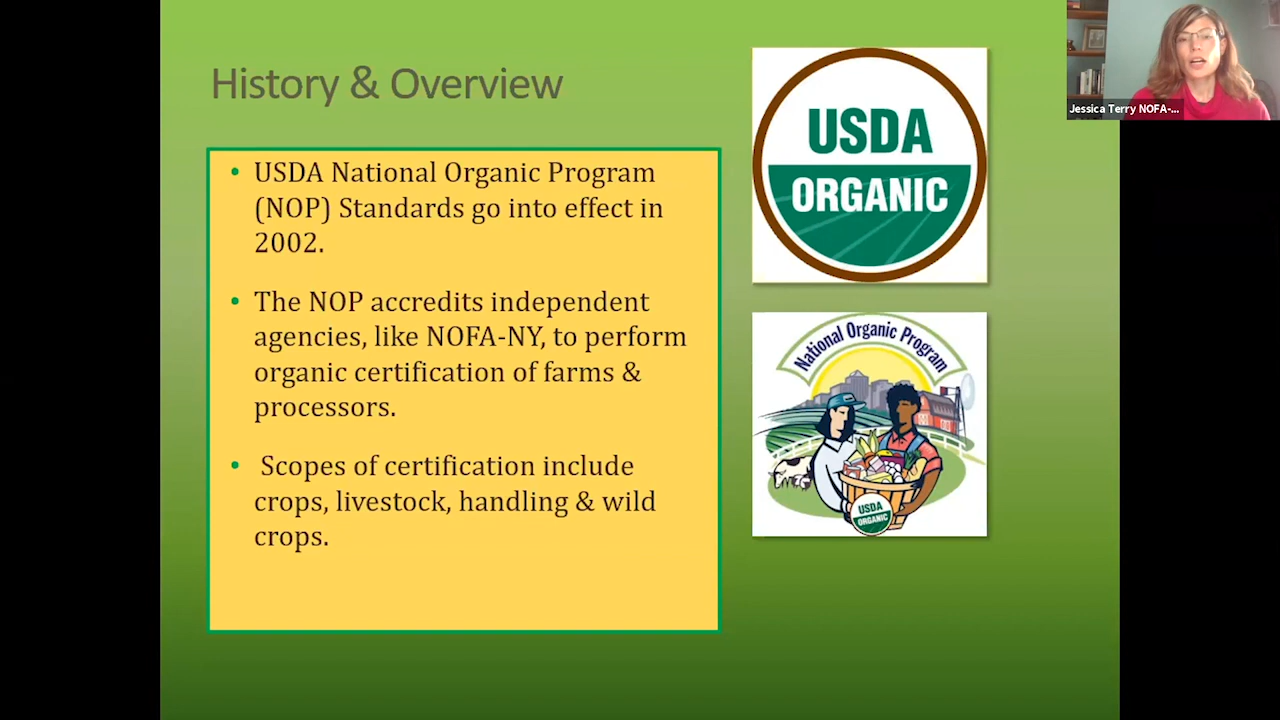 History & Overview
• USDA National Organic Program
(NOP) Standards go into effect in
2002.
• The NOP accredits independent
agencies, like NOFA-NY, to perform
organic certification of farms &
processors.
• Scopes of certification include
crops, livestock, handling & wild
crops.
USDA
ORGANIC
National Organic Program
USDA
ORGANIC
Jessica Terry NOFA-...